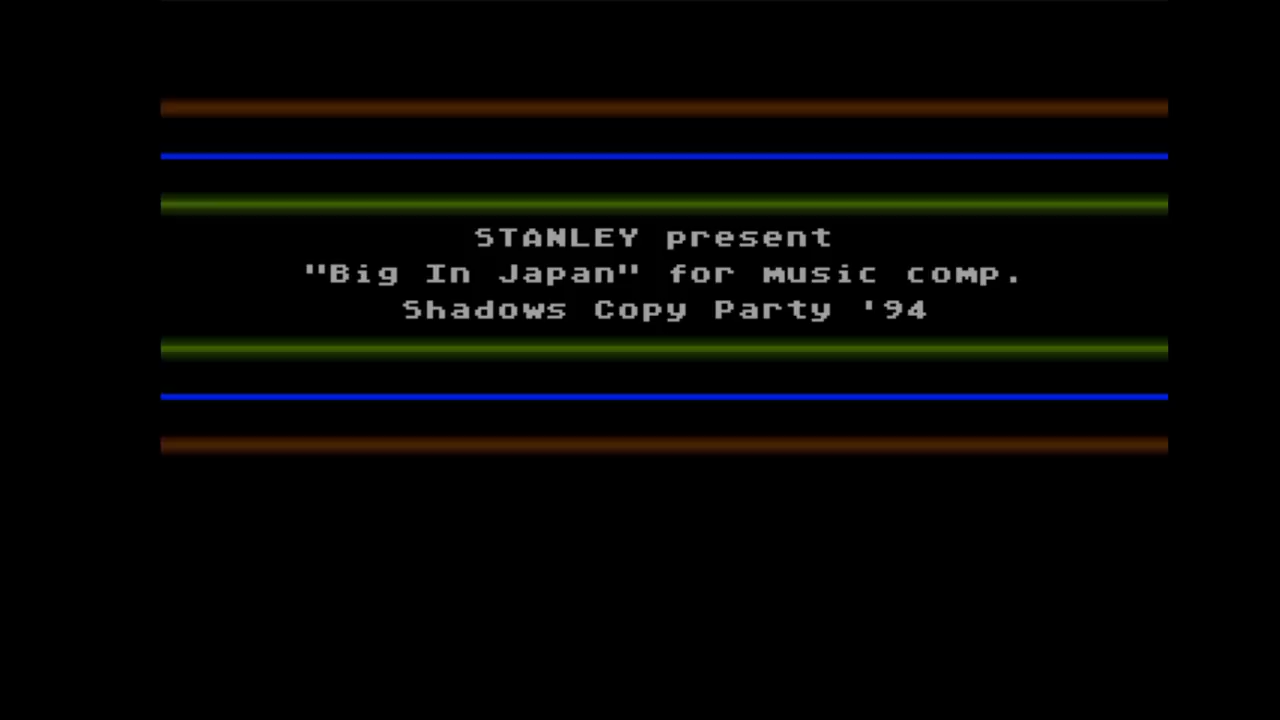 STANLEY present
"Big In Japan" for music comp.
Shadows Copy Party '94